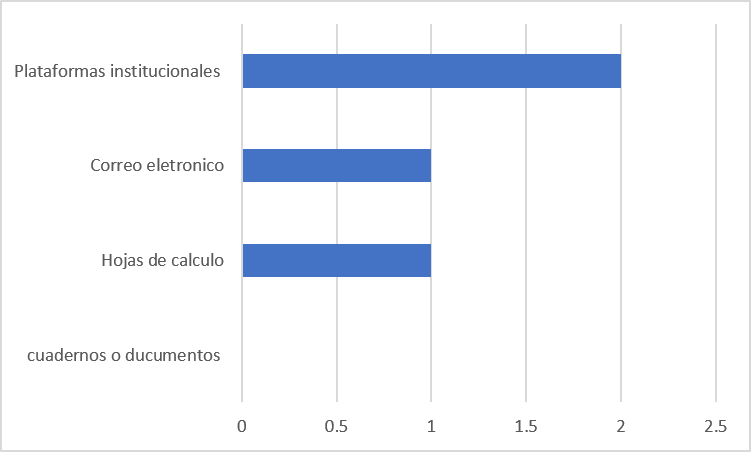 Plataformas institucionales
Correo eletronico
Hojas de calculo
cuadernos o ducumentos
0 0.5 1 1.5 2 2.5